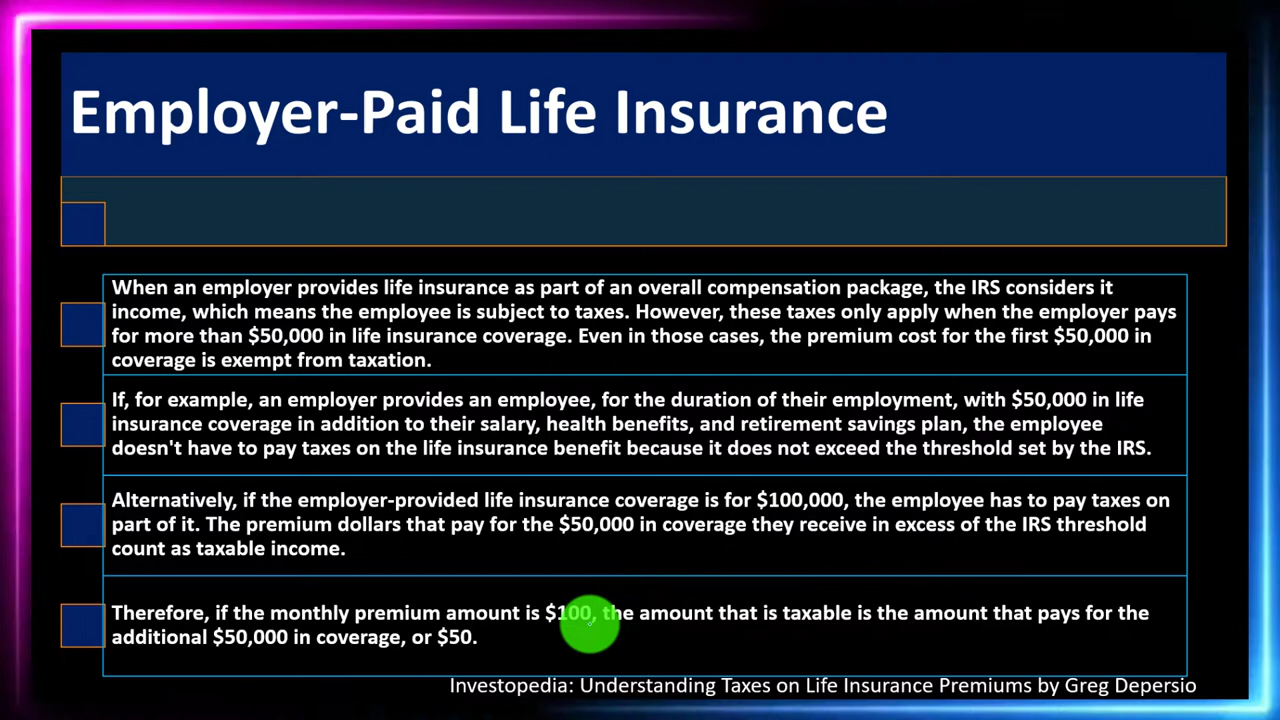 Employer-Paid Life Insurance
When an employer provides life insurance as part of an overall compensation package, the IRS considers it
income, which means the employee is subject to taxes. However, these taxes only apply when the employer pays
for more than $50,000 in life insurance coverage. Even in those cases, the premium cost for the first $50,000 in
coverage is exempt from taxation.
If, for example, an employer provides an employee, for the duration of their employment, with $50,000 in life
insurance coverage in addition to their salary, health benefits, and retirement savings plan, the employee
doesn't have to pay taxes on the life insurance benefit because it does not exceed the threshold set by the IRS.
Alternatively, if the employer-provided life insurance coverage is for $100,000, the employee has to pay taxes on
part of it. The premium dollars that pay for the $50,000 in coverage they receive in excess of the IRS threshold
count as taxable income.
Therefore, if the monthly premium amount is $100, the amount that is taxable is the amount that pays for the
additional $50,000 in coverage, or $50.
Investopedia: Understanding Taxes on Life Insurance Premiums by Greg Depersio